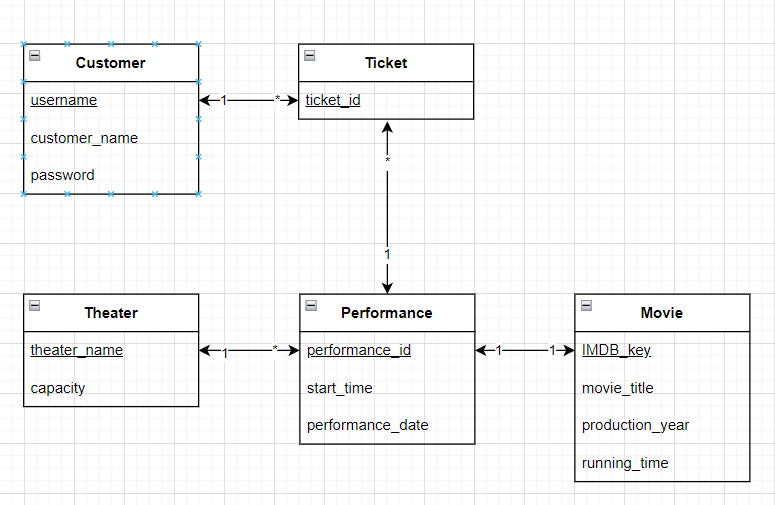 Customer
username
customer_name
password
Ticket
ticket_id
1
*
*
1
Theater
theater_name
capacity
1
*
Performance
performance_id
start_time
performance_date
1
1
Movie
IMDB_key
movie_title
production_year
running_time